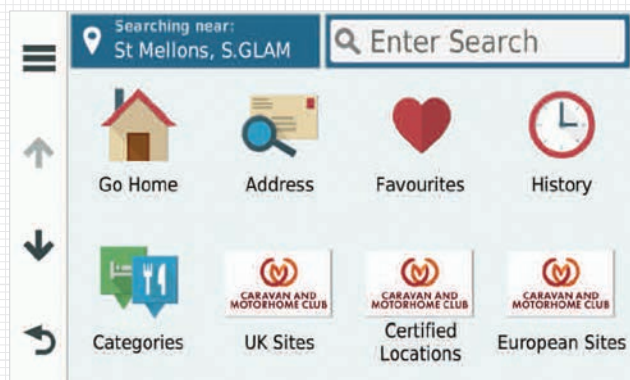 Searching near:
St Mellons, S.GLAM
Enter Search
Go Home
Address
Favourites
History
CARAVAN AND
MOTORHOME CLUB
CARAVAN AND
MOTORHOME CLUB
CARAVAN AND
MOTORHOME CLUB
Categories
UK Sites
Certified
Locations
European Sites